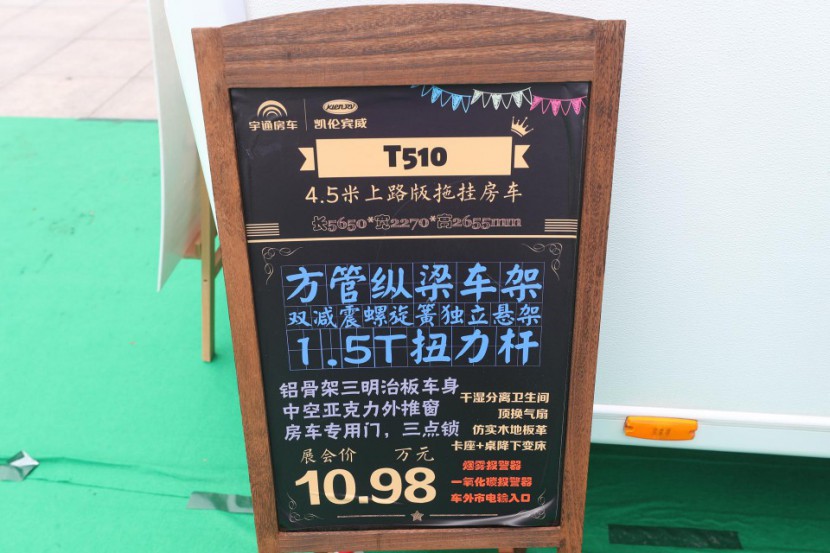 宇通房车 KlenRV 凯伦宾威
T510
4.5米上路版拖挂房车
长5650*宽2270*高2655mm
方管纵梁车架
双减震螺旋簧独立悬架
1.5T扭力杆
铝骨架三明治板车身
中空亚克力外推窗
房车专用门，三点锁
干湿分离卫生间
顶换气扇
仿实木地板革
卡座+桌降下变床
展会价 万元
10.98
烟雾报警器
一氧化碳报警器
车外市电输入口